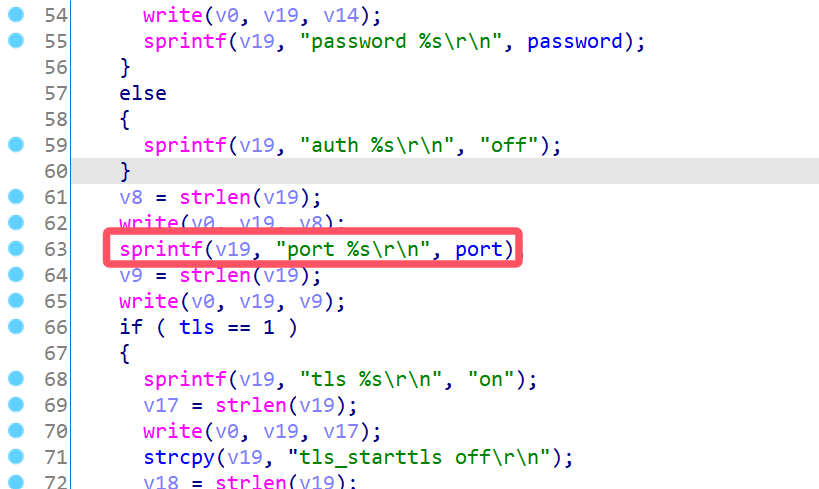 54 write(v0, v19, v14);
55 sprintf(v19, "password %s\r\n", password);
56 }
57 else
58 {
59 sprintf(v19, "auth %s\r\n", "off");
60 }
61 v8 = strlen(v19);
62 write(v0, v19, v8);
63 sprintf(v19, "port %s\r\n", port)
64 v9 = strlen(v19);
65 write(v0, v19, v9);
66 if ( tls == 1 )
67 {
68 sprintf(v19, "tls %s\r\n", "on");
69 v17 = strlen(v19);
70 write(v0, v19, v17);
71 strcpy(v19, "tls_starttls off\r\n");
72 v18 = strlen(v19);